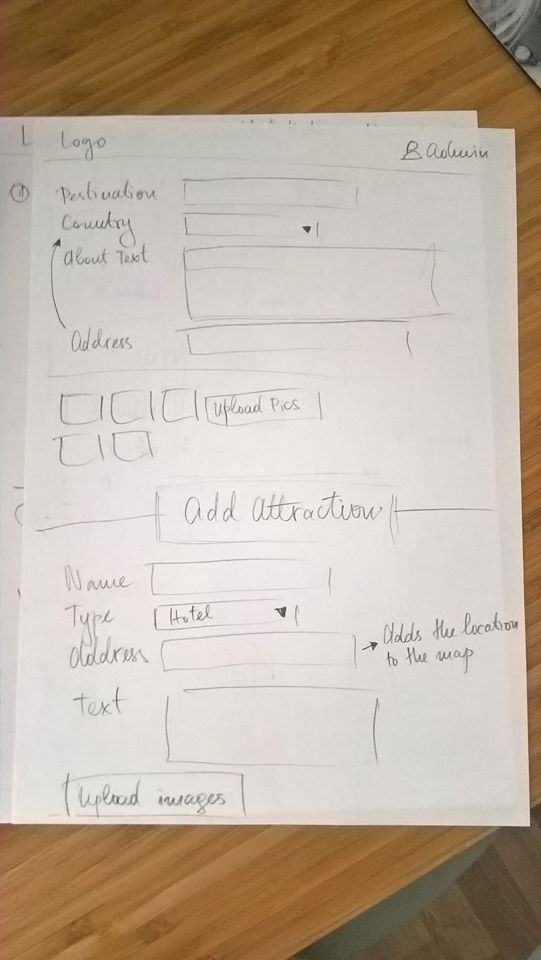 L
Logo
Admin
1
Destination
Country
About Text
Address
Upload Pics
Add attraction
Name
Type Hotel
Address
Adds the location
to the map
Text
Upload images